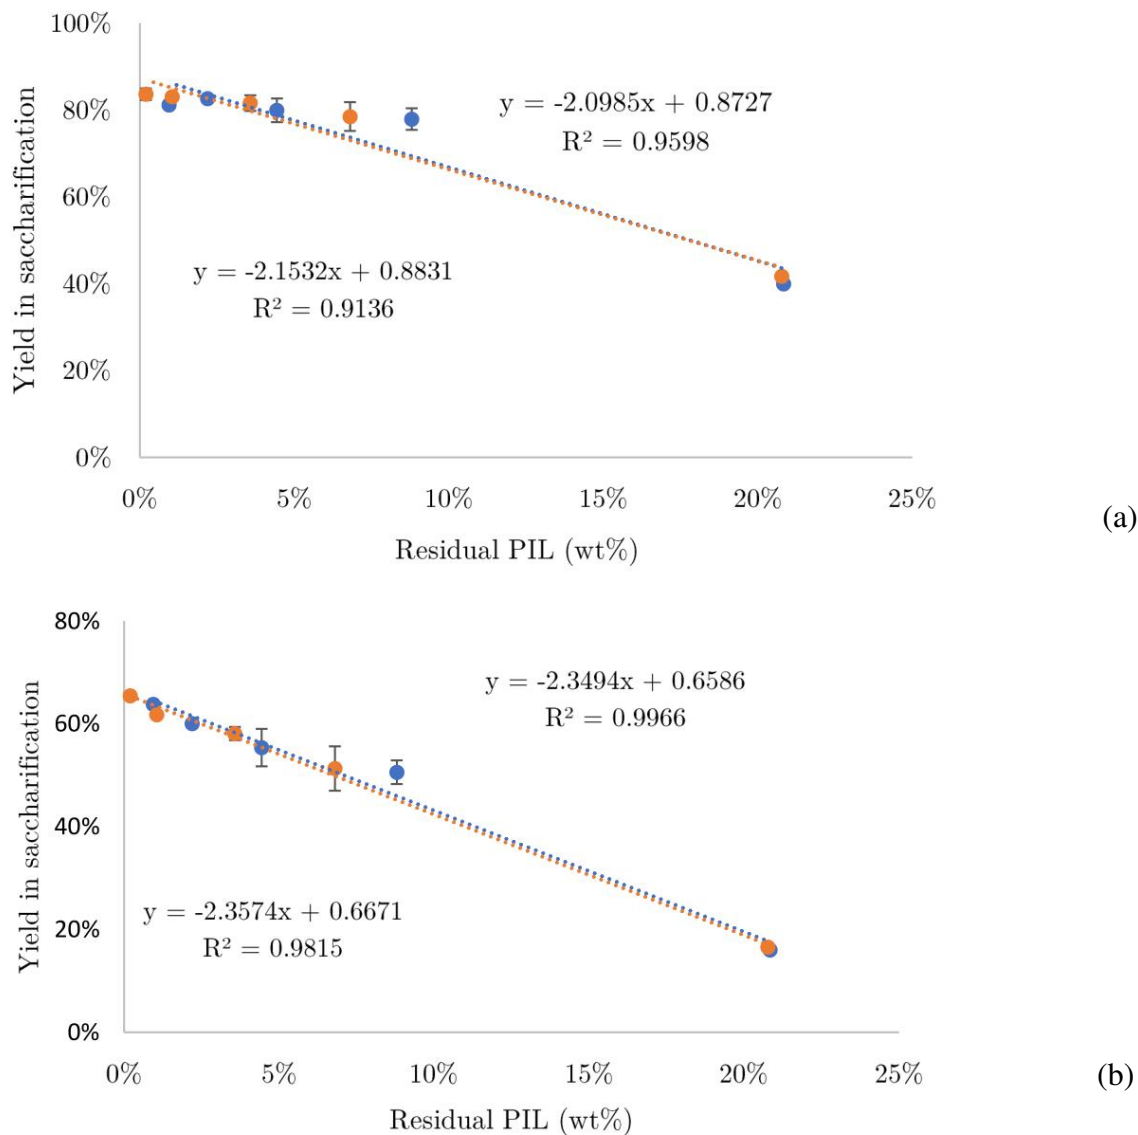 100%
80%
60%
40%
20%
0%
Yield in saccharification
y = -2.0985x + 0.8727
R² = 0.9598
y = -2.1532x + 0.8831
R² = 0.9136
0% 5% 10% 15% 20% 25%
Residual PIL (wt%)
(a)
80%
60%
40%
20%
0%
Yield in saccharification
y = -2.3494x + 0.6586
R² = 0.9966
y = -2.3574x + 0.6671
R² = 0.9815
0% 5% 10% 15% 20% 25%
Residual PIL (wt%)
(b)